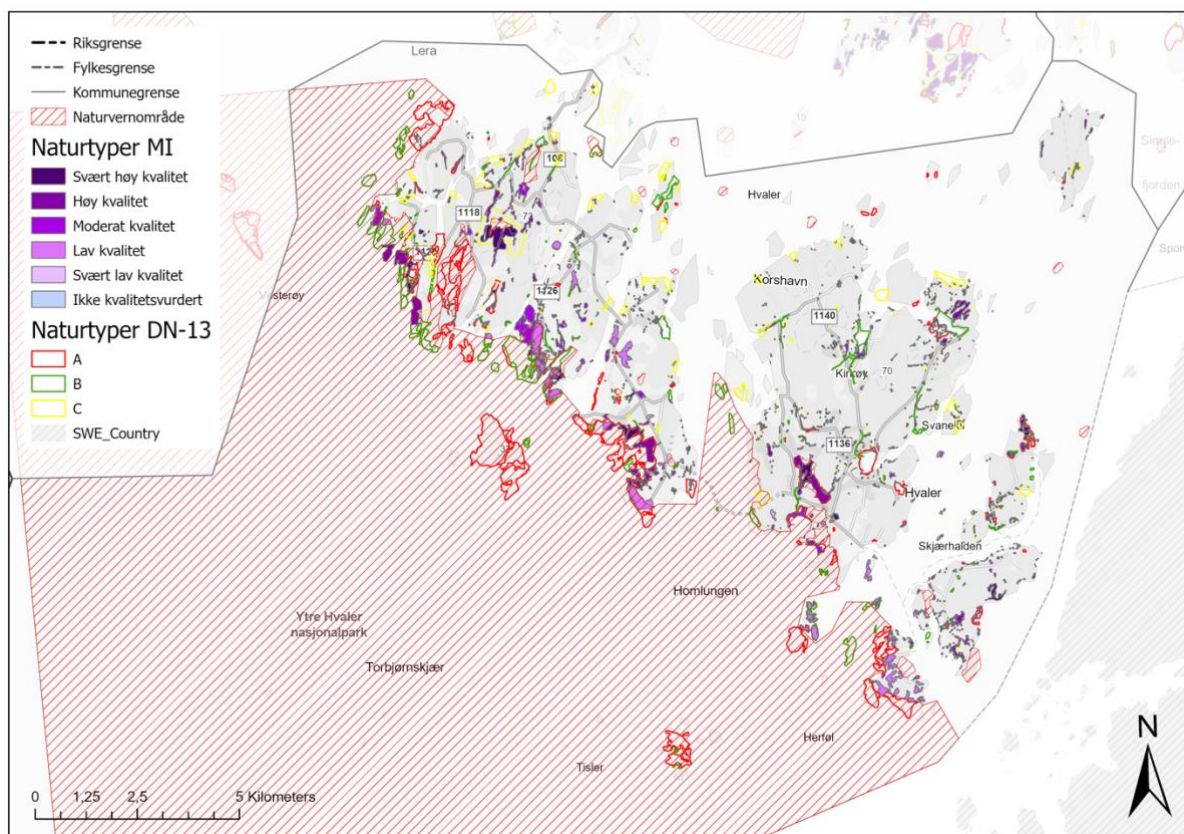 Riksgrense
Fylkesgrense
Kommunegrense
Naturvernområde
Naturtyper MI
Svært høy kvalitet
Høy kvalitet
Moderat kvalitet
Lav kvalitet
Svært lav kvalitet
Ikke kvalitetsvurdert
Naturtyper DN-13
A
B
C
SWE_Country
Lera
108
1118
Hvaler
Vesterøy
1126
Korshavn
1140
Kirkøy
70
1136
Hvaler
Skjærhalden
Homlungen
Ytre Hvaler
nasjonalpark
Torbjørnskjær
Herføl
Tisler
Single-
fjorden
N
0 1,25 2,5 5 Kilometers